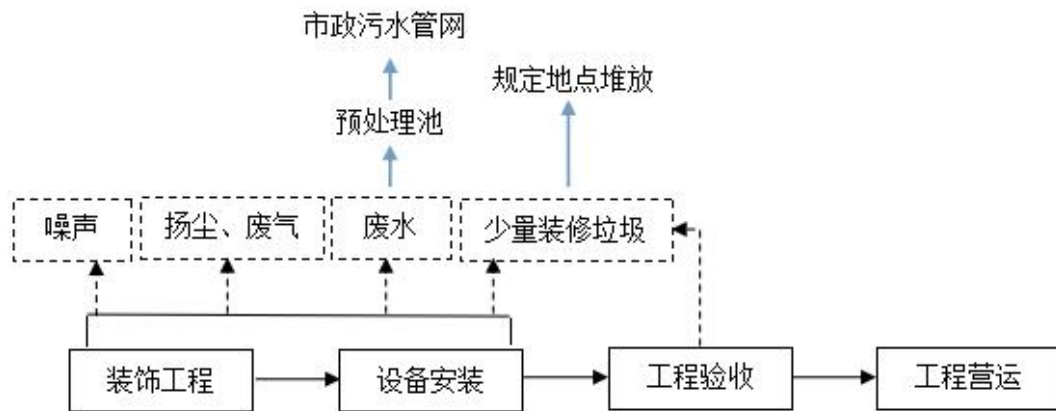 市政污水管网
规定地点堆放
预处理池
噪声
扬尘、废气
废水
少量装修垃圾
装饰工程
设备安装
工程验收
工程营运